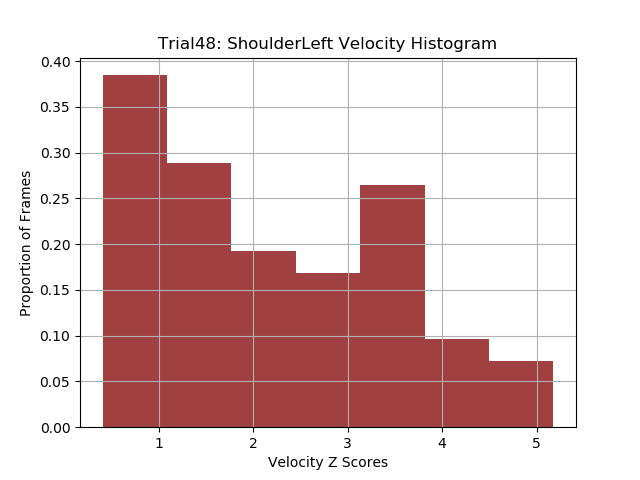 Trial48: ShoulderLeft Velocity Histogram
0.40
0.35
0.30
0.25
0.20
0.15
0.10
0.05
0.00
Proportion of Frames
1 2 3 4 5
Velocity Z Scores